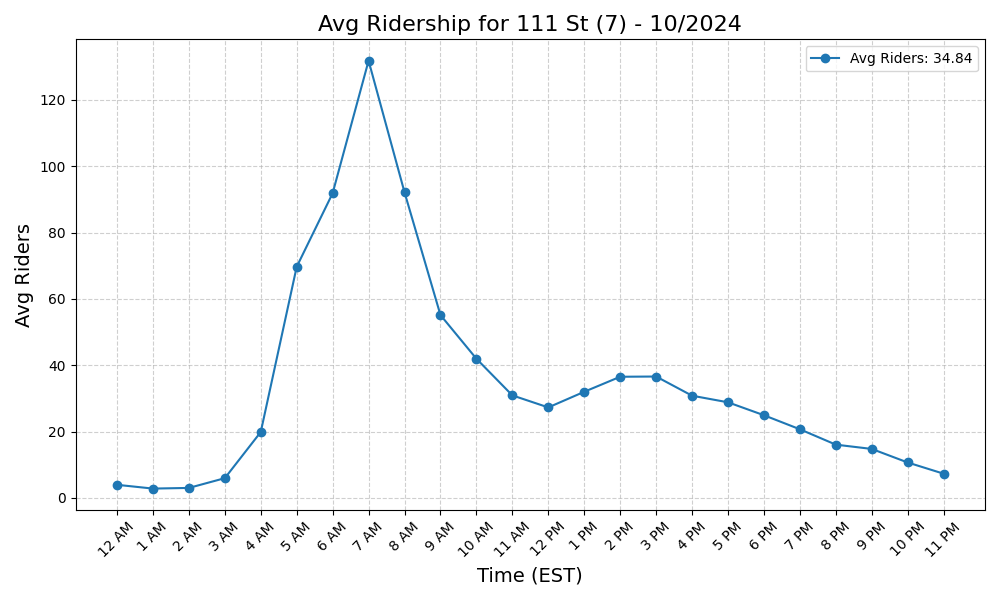 Avg Ridership for 111 St (7) - 10/2024
Avg Riders: 34.84
Avg Riders
120
100
80
60
40
20
0
12 AM
1 AM
2 AM
3 AM
4 AM
5 AM
6 AM
7 AM
8 AM
9 AM
10 AM
11 AM
12 PM
1 PM
2 PM
3 PM
4 PM
5 PM
6 PM
7 PM
8 PM
9 PM
10 PM
11 PM
Time (EST)